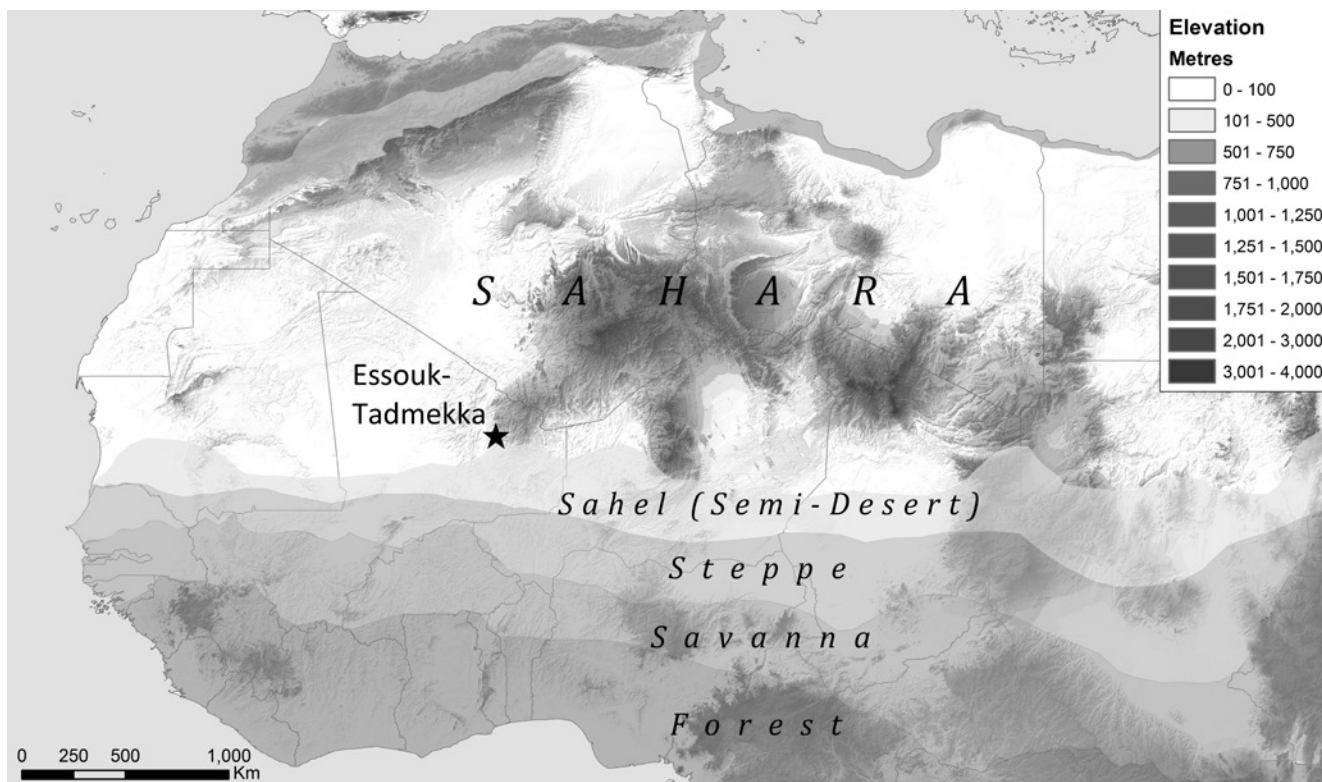 Elevation
Metres
0 - 100
101 - 500
501 - 750
751 - 1,000
1,001 - 1,250
1,251 - 1,500
1,501 - 1,750
1,751 - 2,000
2,001 - 3,000
3,001 - 4,000
SAHARA
Essouk-
Tadmekka
Sahel (Semi-Desert)
Steppe
Savanna
Forest
0 250 500 1,000
Km